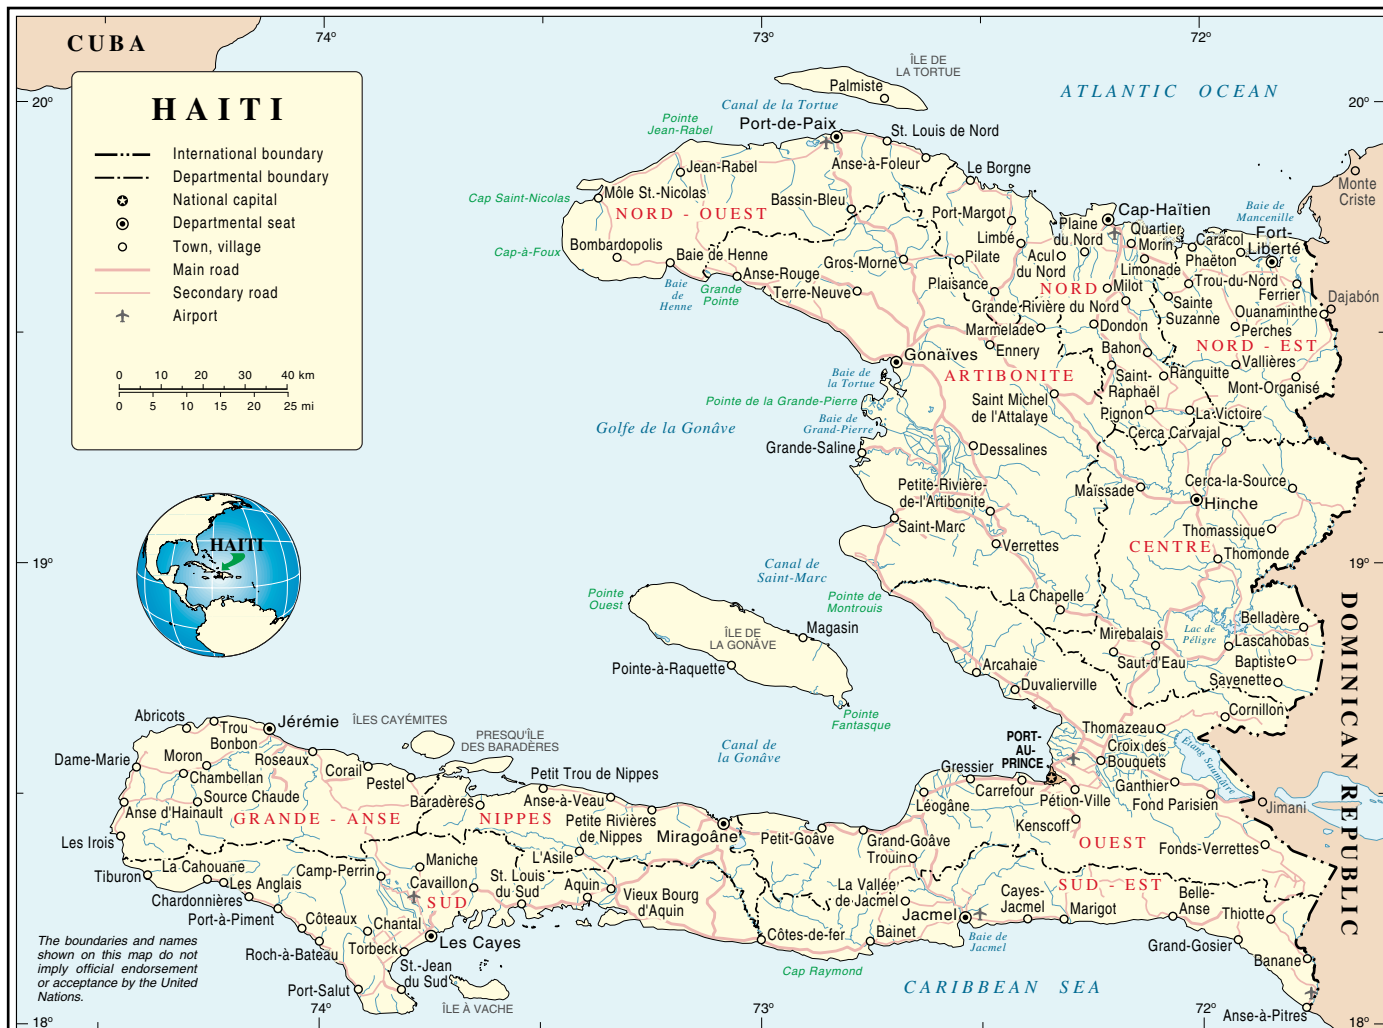 74º
73º
72º
CUBA
20º
20º
HAITI
International boundary
Departmental boundary
National capital
Departmental seat
Town, village
Main road
Secondary road
Airport
0 10 20 30 40 km
0 5 10 15 20 25 mi
ÎLE DE
LA TORTUE
Palmiste
ATLANTIC OCEAN
Canal de la Tortue
Pointe
Jean-Rabel
Port-de-Paix
St. Louis de Nord
Anse-à-Foleur
Le Borgne
Jean-Rabel
Cap Saint-Nicolas
Môle St.-Nicolas
NORD - OUEST
Bassin-Bleu
Port-Margot
Limbé
Plaine
du Nord
Cap-Haïtien
Quartier
Morin
Baie de
Mancenille
Monte
Criste
Caracol
Fort-
Liberté
Phaëton
Cap-à-Foux
Bombardopolis
Baie de Henne
Baie
de
Henne
Grande
Pointe
Anse-Rouge
Terre-Neuve
Gros-Morne
Pilate
Plaisance
Acul
du Nord
Limonade
NORD
Milot
Trou-du-Nord
Ferrier
Dajabón
Grande-Rivière du Nord
Sainte
Suzanne
Ouanaminthe
Perches
Marmelade
Dondon
NORD - EST
Ennery
Bahon
Vallières
Gonaïves
ARTIBONITE
Saint-
Raphaël
Ranquitte
Mont-Organisé
Baie de
la Tortue
Pointe de la Grande-Pierre
Baie de
Grand-Pierre
Golfe de la Gonâve
Saint Michel
de l'Attalaye
Pignon
La-Victoire
Cerca Carvajal
Grande-Saline
Dessalines
Petite-Rivière-
de-l'Artibonite
Maïssade
Cerca-la-Source
Hinche
Saint-Marc
Verrettes
Thomassique
CENTRE
Thomonde
HAITI
19º
19º
Canal de
Saint-Marc
Pointe
Ouest
Pointe de
Montrouis
La Chapelle
Belladère
Lac de
Péligre
Mirebalais
Lascahobas
Saut-d'Eau
Baptiste
Savenette
Magasin
ÎLE DE
LA GONÂVE
Pointe-à-Raquette
Arcahaie
Duvalierville
Cornillon
Pointe
Fantasque
DOMINICAN REPUBLIC
Abricots
Trou
Bonbon
Jérémie
ÎLES CAYÉMITES
PRESQU'ÎLE
DES BARADÈRES
Canal de
la Gonâve
Thomazeau
PORT-
AU-
PRINCE
Croix des
Bouquets
Étang Saumâtre
Dame-Marie
Moron
Roseaux
Chambellan
Corail
Pestel
Petit Trou de Nippes
Gressier
Carrefour
Pétion-Ville
Ganthier
Fond Parisien
Jimani
Source Chaude
Anse d'Hainault
Baradères
Anse-à-Veau
Léogâne
GRANDE - ANSE
NIPPES
Petite Rivières
de Nippes
Miragoâne
Petit-Goâve
Grand-Goâve
Kenscoff
OUEST
Fonds-Verrettes
Les Irois
Trouin
L'Asile
Tiburon
La Cahouane
Camp-Perrin
Maniche
Les Anglais
Cavaillon
St. Louis
du Sud
Aquin
Vieux Bourg
d'Aquin
La Vallée
de Jacmel
Cayes-
Jacmel
SUD - EST
Belle-
Anse
Marigot
Thiotte
Chardonnières
SUD
Port-à-Piment
Côteaux
Chantal
Jacmel
Baie de
Jacmel
Bainet
Côtes-de-fer
Grand-Gosier
Roch-à-Bateau
Torbeck
Les Cayes
Banane
Cap Raymond
St.-Jean
du Sud
Port-Salut
ÎLE À VACHE
CARIBBEAN SEA
Anse-à-Pitres
The boundaries and names
shown on this map do not
imply official endorsement
or acceptance by the United
Nations.
18º
74º
73º
72º
18º